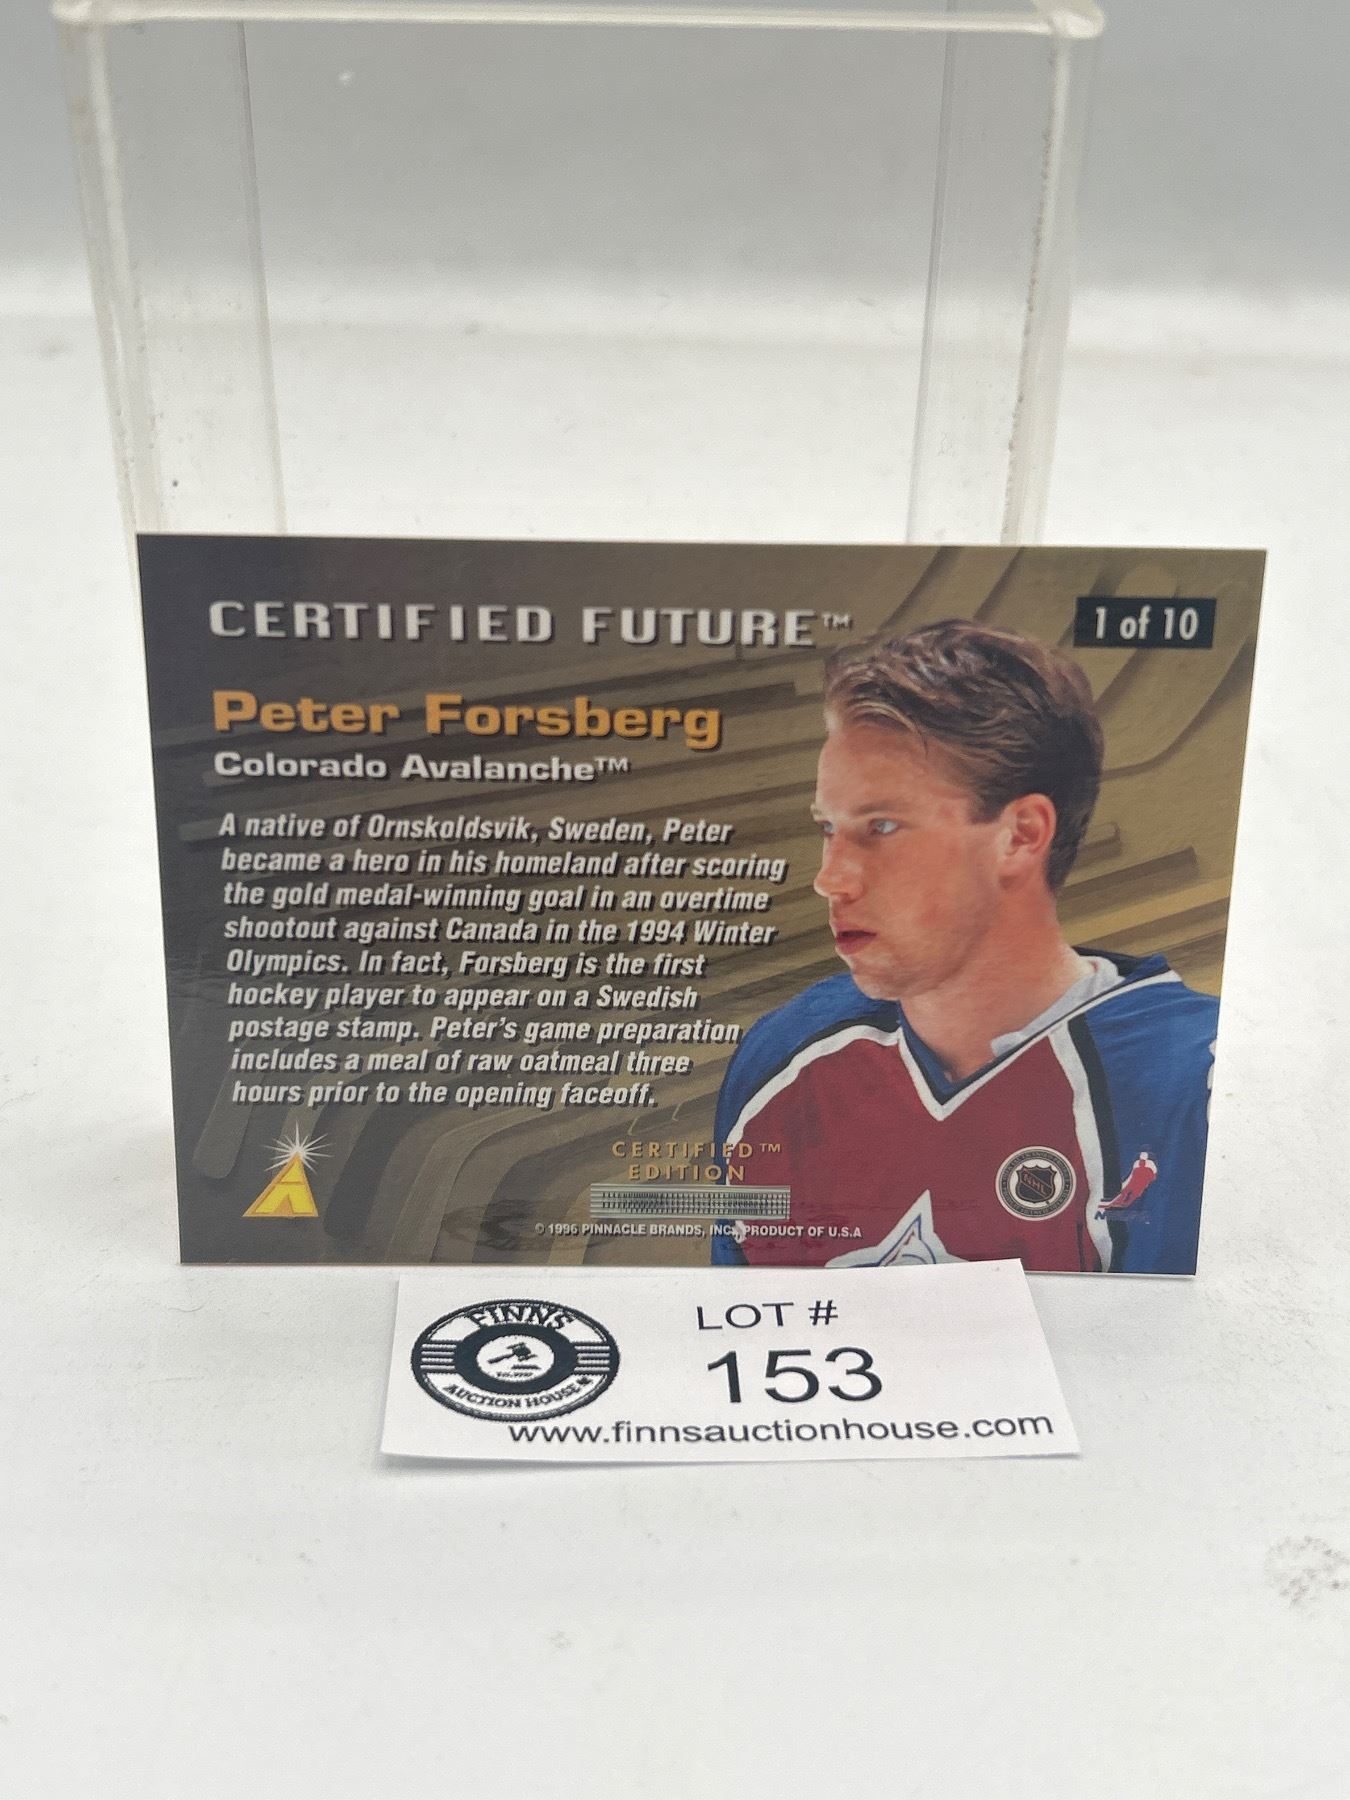 CERTIFIED FUTURE™
1 of 10
Peter Forsberg
Colorado Avalanche™
A native of Ornskoldsvik, Sweden, Peter
became a hero in his homeland after scoring
the gold medal-winning goal in an overtime
shootout against Canada in the 1994 Winter
Olympics. In fact, Forsberg is the first
hockey player to appear on a Swedish
postage stamp. Peter's game preparation
includes a meal of raw oatmeal three
hours prior to the opening faceoff.
CERTIFIED™
EDITION
NHL
© 1996 PINNACLE BRANDS, INC. PRODUCT OF U.S.A
FINNS
AUCTION HOUSE
LOT #
153
www.finnsauctionhouse.com